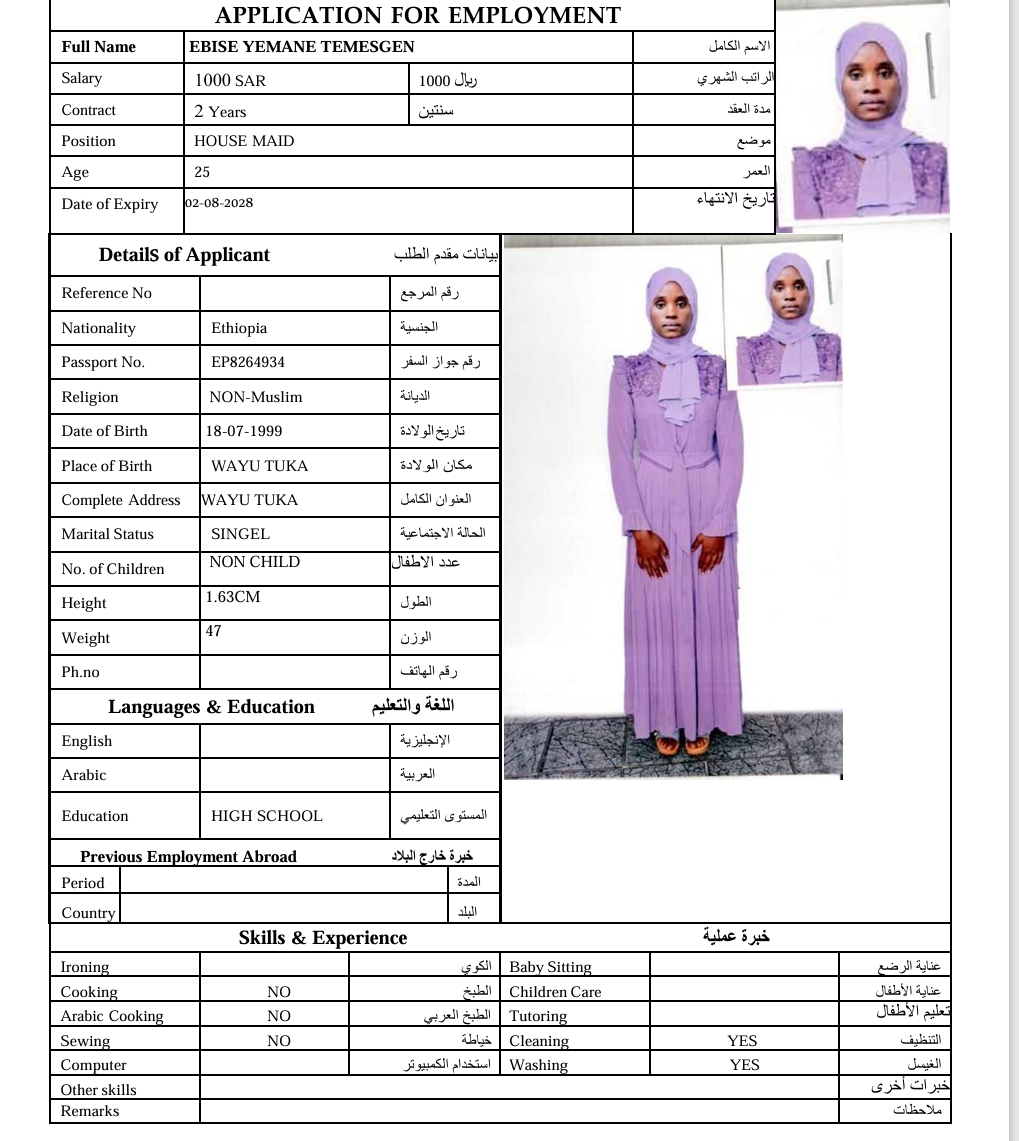 APPLICATION FOR EMPLOYMENT
Full Name EBISE YEMANE TEMESGEN الاسم الكامل
Salary 1000 SAR 1000 ريال الراتب الشهري
Contract 2 Years سنتين مدة العقد
Position HOUSE MAID موضع
Age 25 العمر
Date of Expiry 02-08-2028 تاريخ الانتهاء
Details of Applicant بيانات مقدم الطلب
Reference No رقم المرجع
Nationality Ethiopia الجنسية
Passport No. EP8264934 رقم جواز السفر
Religion NON-Muslim الديانة
Date of Birth 18-07-1999 تاريخ الولادة
Place of Birth WAYU TUKA مكان الولادة
Complete Address WAYU TUKA العنوان الكامل
Marital Status SINGEL الحالة الاجتماعية
No. of Children NON CHILD عدد الاطفال
Height 1.63CM الطول
Weight 47 الوزن
Ph.no رقم الهاتف
Languages & Education اللغة والتعليم
English الإنجليزية
Arabic العربية
Education HIGH SCHOOL المستوى التعليمي
Previous Employment Abroad خبرة خارج البلاد
Period المدة
Country البلد
Skills & Experience خبرة عملية
Ironing الكوي Baby Sitting عناية الرضع
Cooking NO الطبخ Children Care عناية الأطفال
Arabic Cooking NO الطبخ العربي Tutoring تعليم الأطفال
Sewing NO خياطة Cleaning YES التنظيف
Computer استخدام الكمبيوتر Washing YES الغيسل
Other skills خبرات أخرى
Remarks ملاحظات